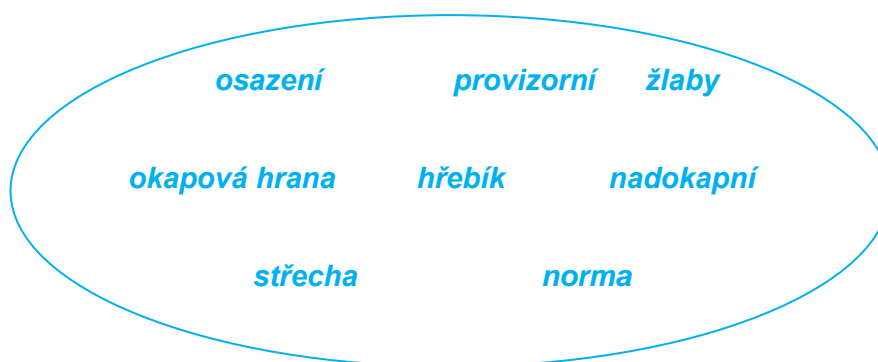 osazení provizorní žlaby
okapová hrana hřebík nadokapní
střecha norma